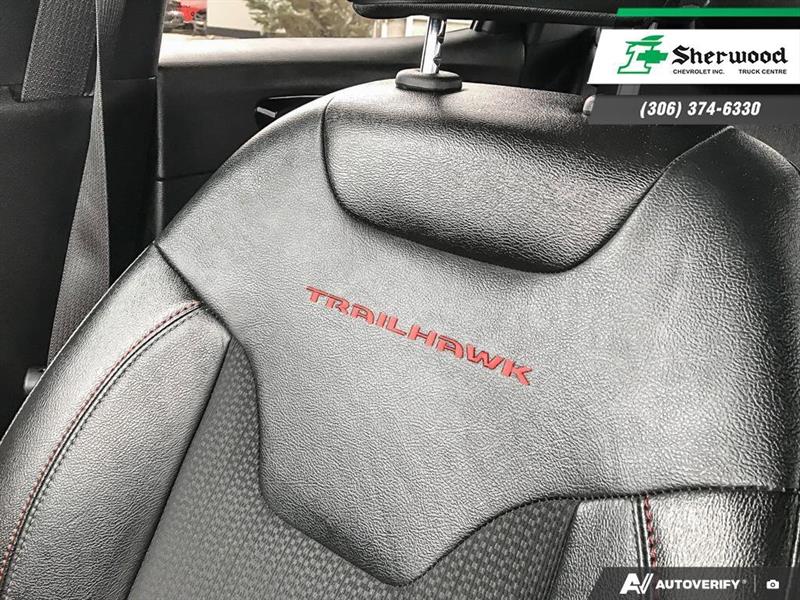 Sherwood
CHEVROLET INC. TRUCK CENTRE
(306) 374-6330
TRAILHAWK
AUTOVERIFY